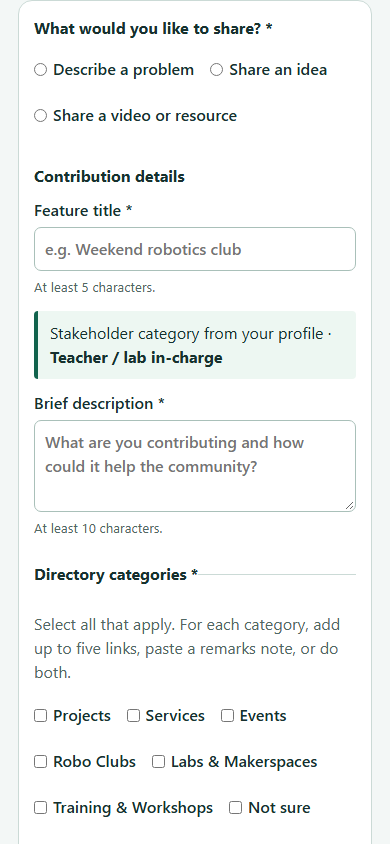 What would you like to share? *
Describe a problem Share an idea
Share a video or resource
Contribution details
Feature title *
e.g. Weekend robotics club
At least 5 characters.
Stakeholder category from your profile ·
Teacher / lab in-charge
Brief description *
What are you contributing and how
could it help the community?
At least 10 characters.
Directory categories *
Select all that apply. For each category, add
up to five links, paste a remarks note, or do
both.
Projects Services Events
Robo Clubs Labs & Makerspaces
Training & Workshops Not sure